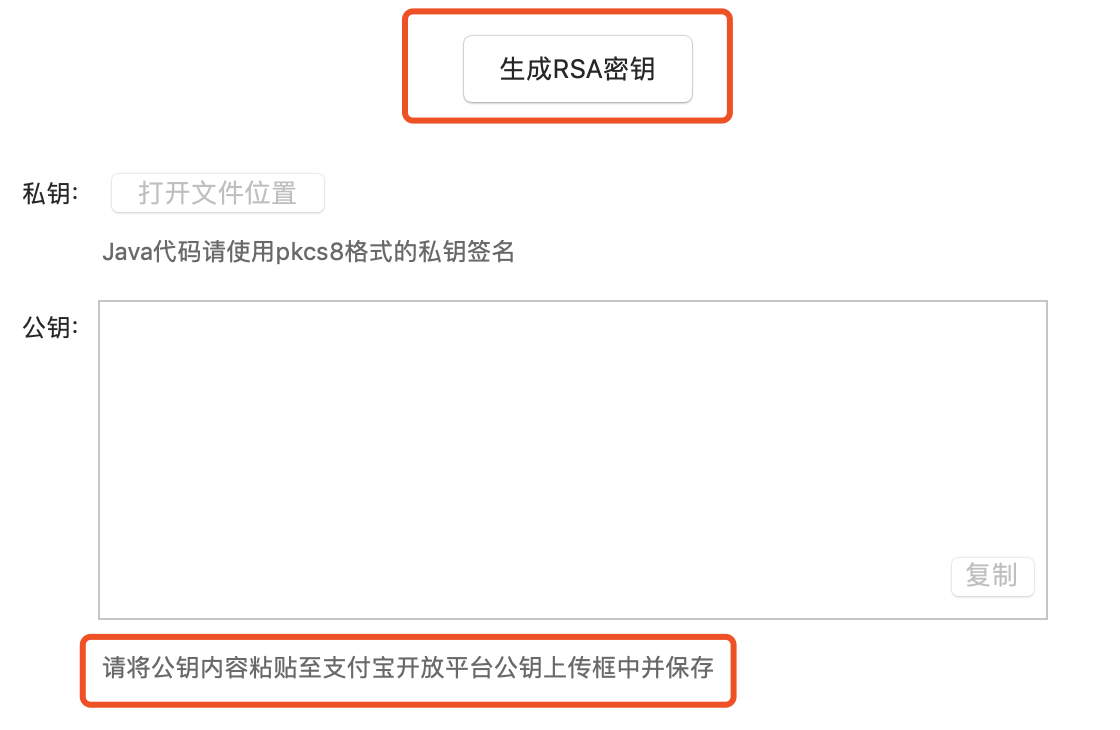 生成RSA密钥
私钥: 打开文件位置
Java代码请使用pkcs8格式的私钥签名
公钥:
复制
请将公钥内容粘贴至支付宝开放平台公钥上传框中并保存